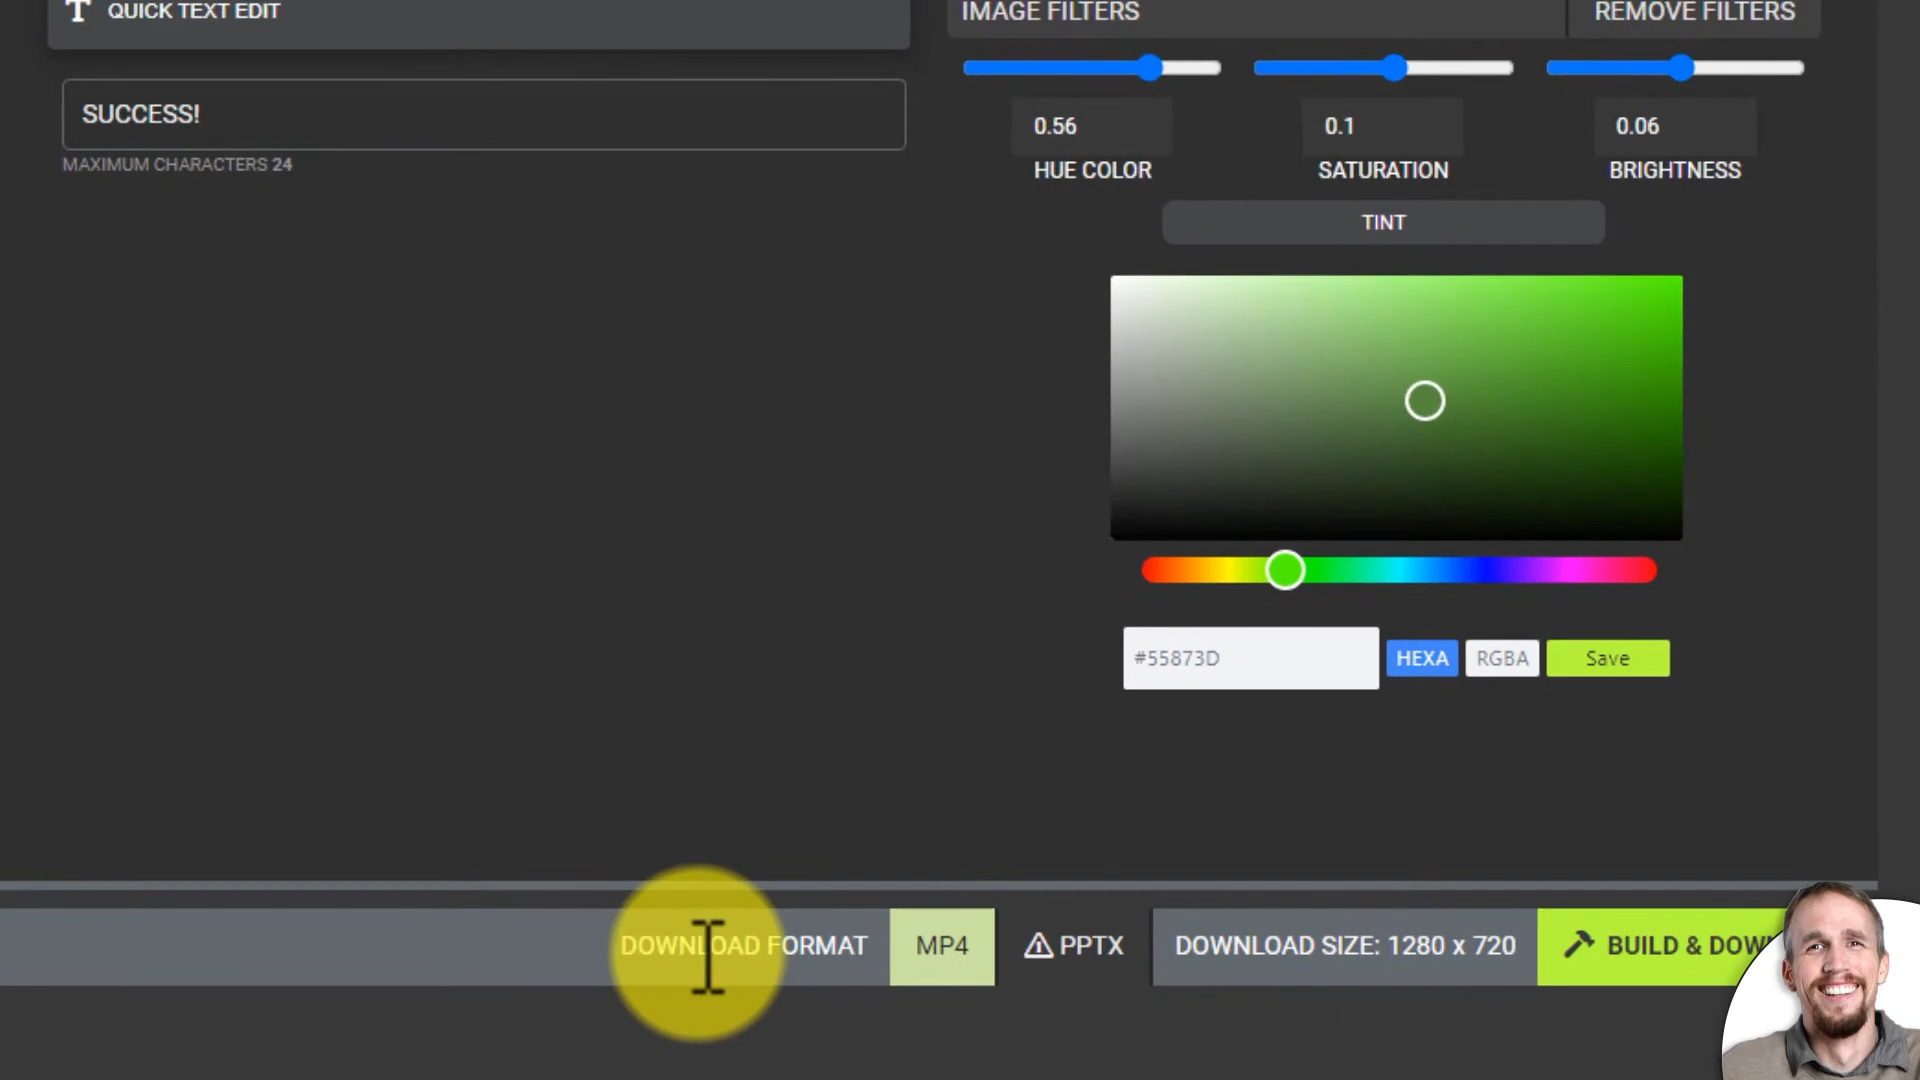 QUICK TEXT EDIT
SUCCESS!
MAXIMUM CHARACTERS 24
IMAGE FILTERS
REMOVE FILTERS
0.56
0.1
0.06
HUE COLOR
SATURATION
BRIGHTNESS
TINT
#55873D
HEXA
RGBA
Save
DOWNLOAD FORMAT
MP4
PPTX
DOWNLOAD SIZE: 1280 x 720
BUILD &